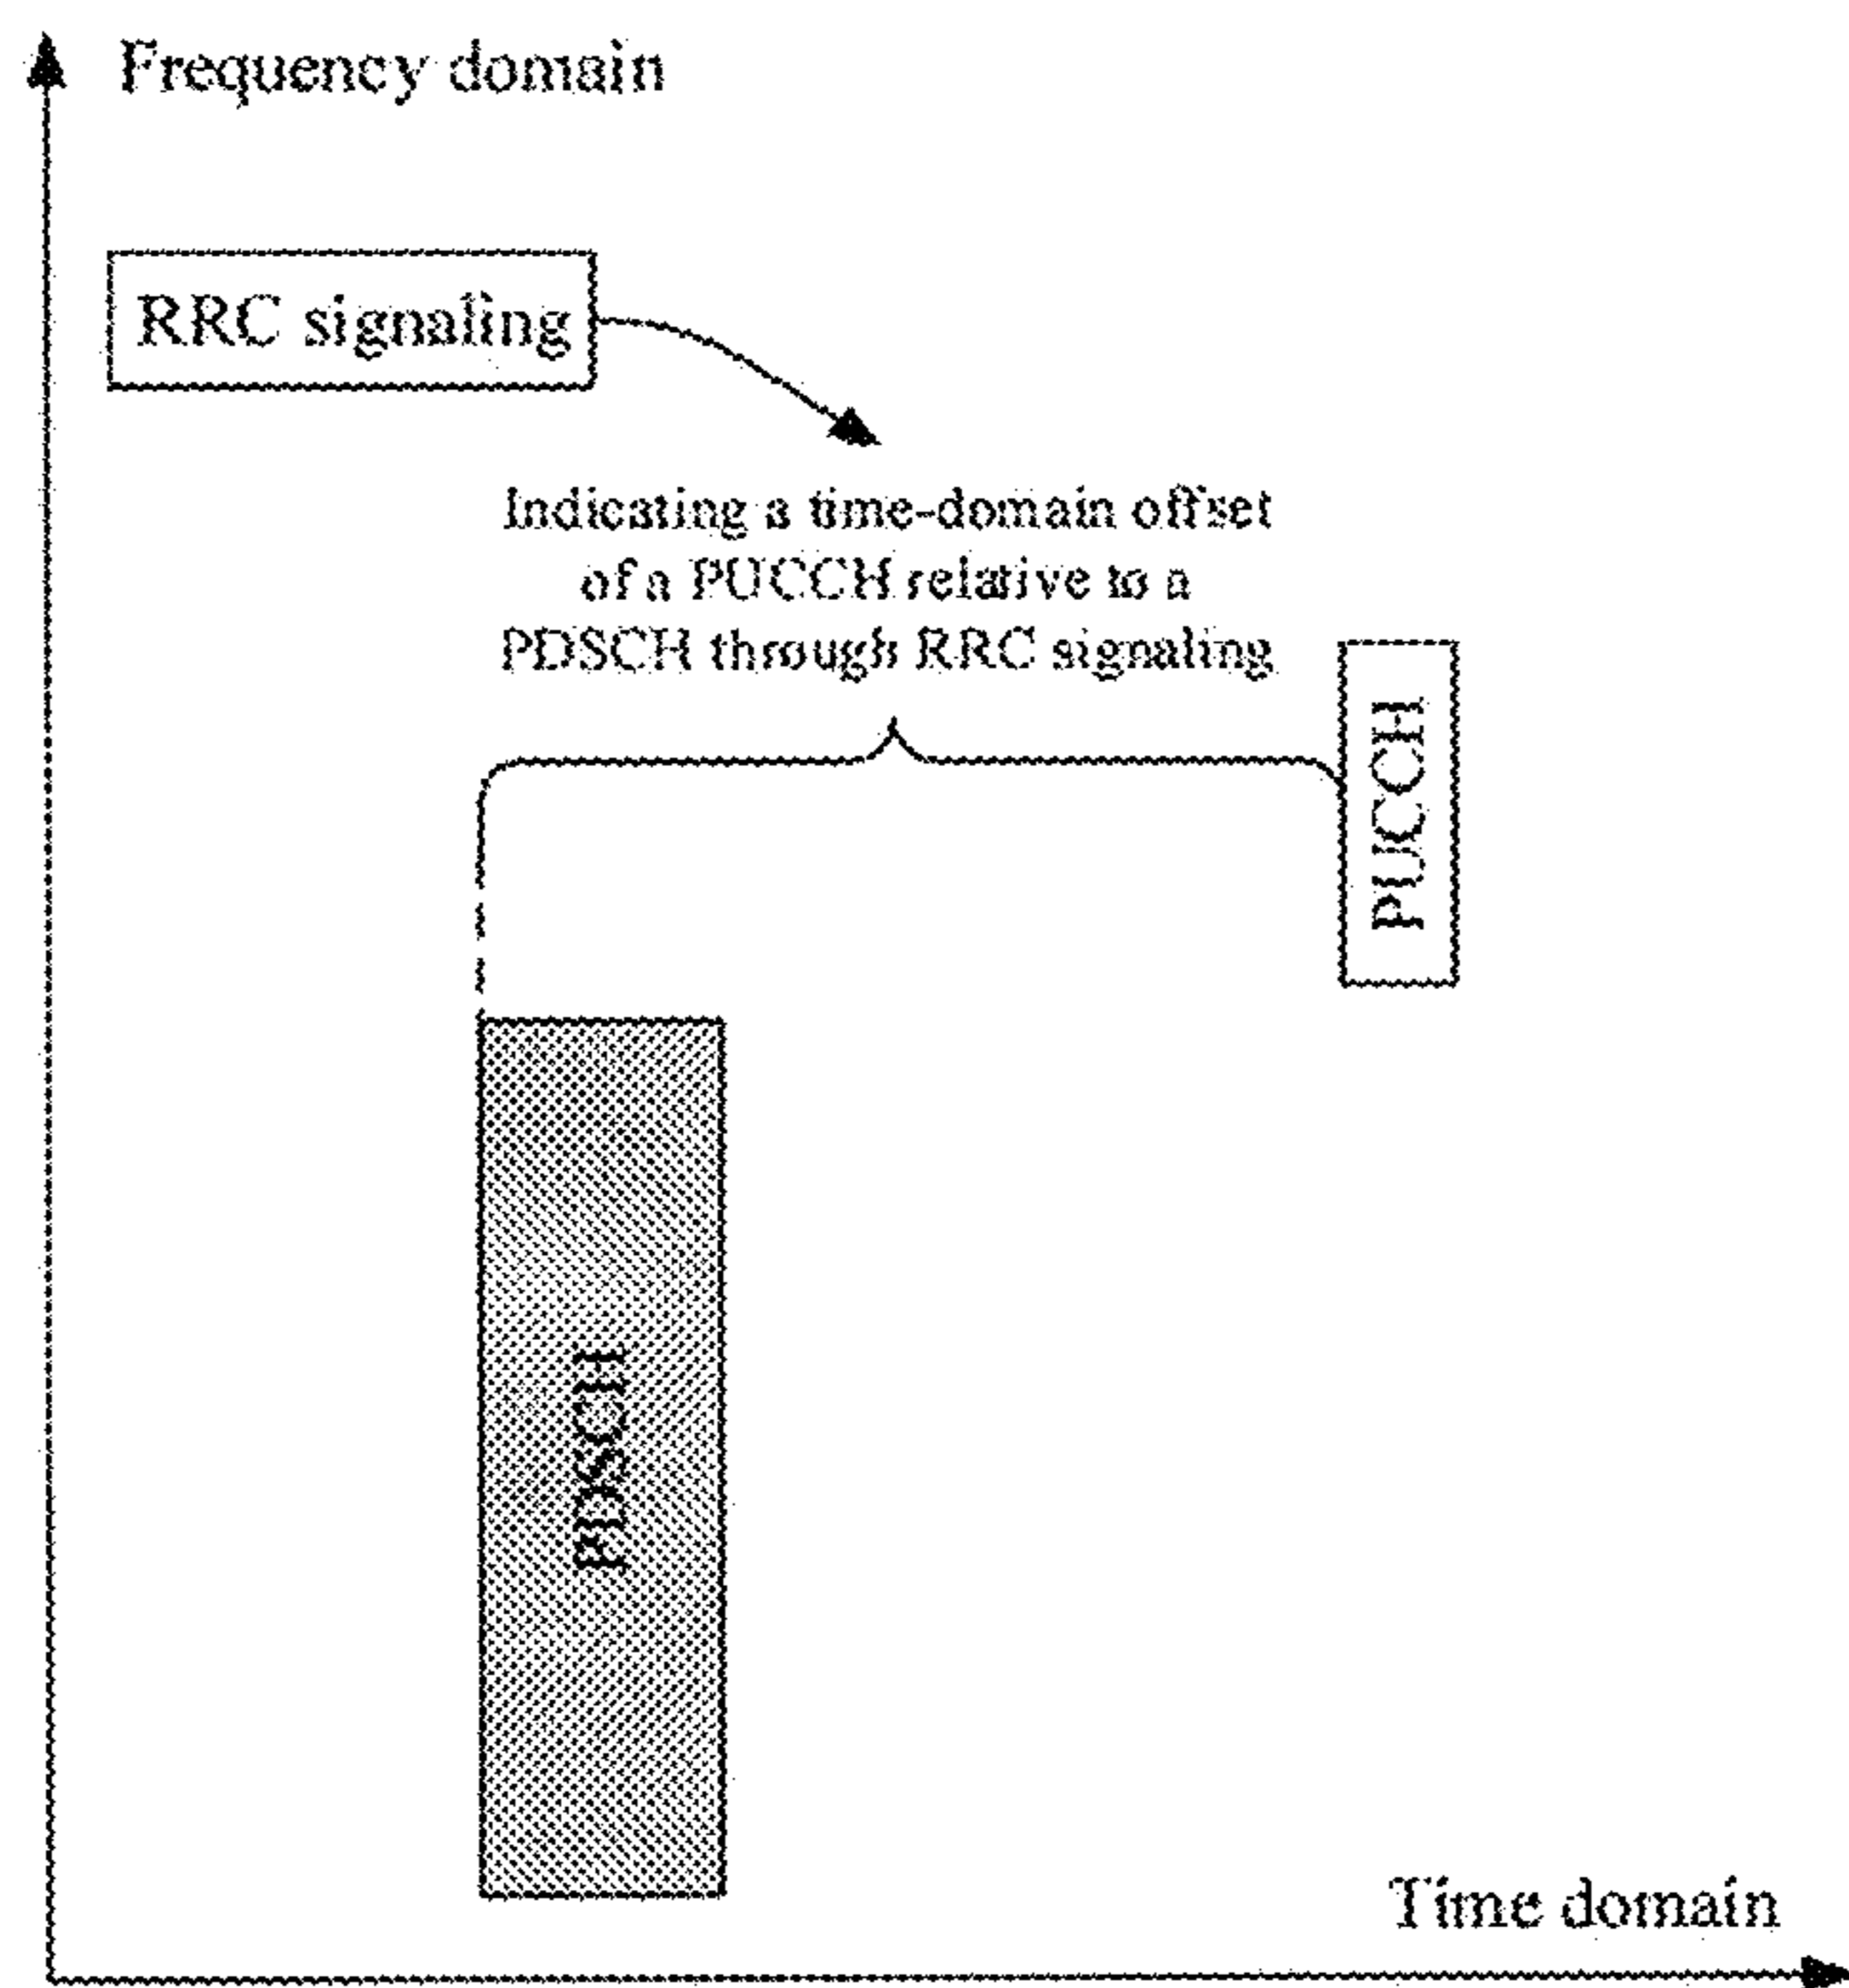 Frequency domain
RRC signaling
Indicating a time-domain offset
of a PUCCH relative to a
PDSCH through RRC signaling
PUCCH
PDSCH
Time domain